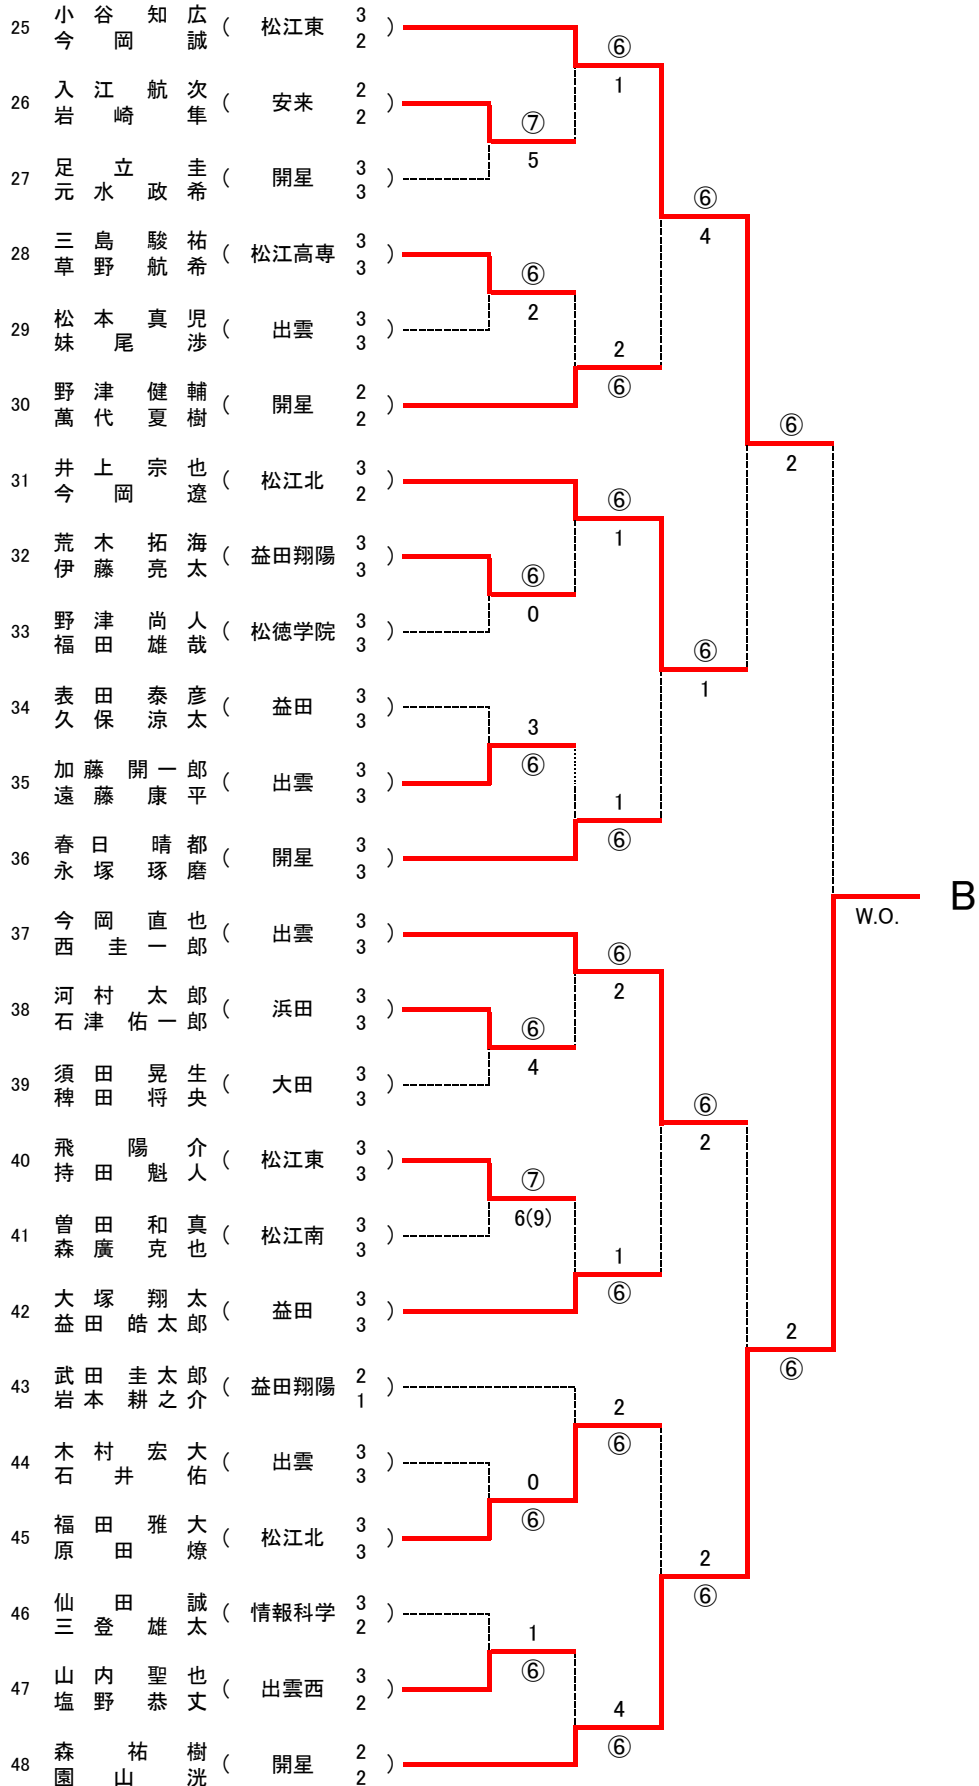 小谷知広 3
25 ( 松江東 )
今岡誠 2
⑥
1
入江航次 2
26 ( 安来 )
岩崎隼 2
⑦
5
足立圭 3
27 ( 開星 )
元水政希 3
⑥
4
三島駿祐 3
28 ( 松江高専 )
草野航希 3
⑥
2
松本真児 3
29 ( 出雲 )
妹尾渉 3
2
⑥
野津健輔 2
30 ( 開星 )
萬代夏樹 2
⑥
2
井上宗也 3
31 ( 松江北 )
今岡遼 2
⑥
1
荒木拓海 3
32 ( 益田翔陽 )
伊藤亮太 3
⑥
0
野津尚人 3
33 ( 松徳学院 )
福田雄哉 3
⑥
1
表田泰彦 3
34 ( 益田 )
久保涼太 3
3
⑥
加藤開一郎 3
35 ( 出雲 )
遠藤康平 3
1
⑥
春日晴都 3
36 ( 開星 )
永塚琢磨 3
B
W.O.
今岡直也 3
37 ( 出雲 )
西圭一郎 3
⑥
2
河村太郎 3
38 ( 浜田 )
石津佑一郎 3
⑥
4
須田晃生 3
39 ( 大田 )
稗田将央 3
⑥
2
飛陽介 3
40 ( 松江東 )
持田魁人 3
⑦
6(9)
曽田和真 3
41 ( 松江南 )
森廣克也 3
1
⑥
大塚翔太 3
42 ( 益田 )
益田皓太郎 3
2
⑥
武田圭太郎 2
43 ( 益田翔陽 )
岩本耕之介 1
2
⑥
木村宏大 3
44 ( 出雲 )
石井佑 3
0
⑥
福田雅大 3
45 ( 松江北 )
原田燎 3
2
⑥
仙田誠 3
46 ( 情報科学 )
三登雄太 2
1
⑥
山内聖也 3
47 ( 出雲西 )
塩野恭丈 2
4
⑥
森祐樹 2
48 ( 開星 )
園山洸 2